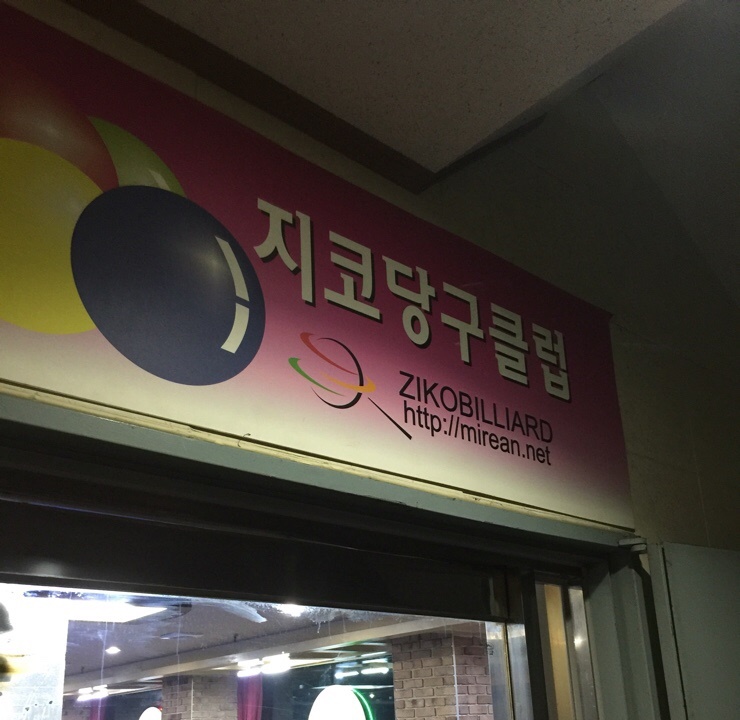 지코당구클럽
ZIKOBILLIARD
http://mirean.net